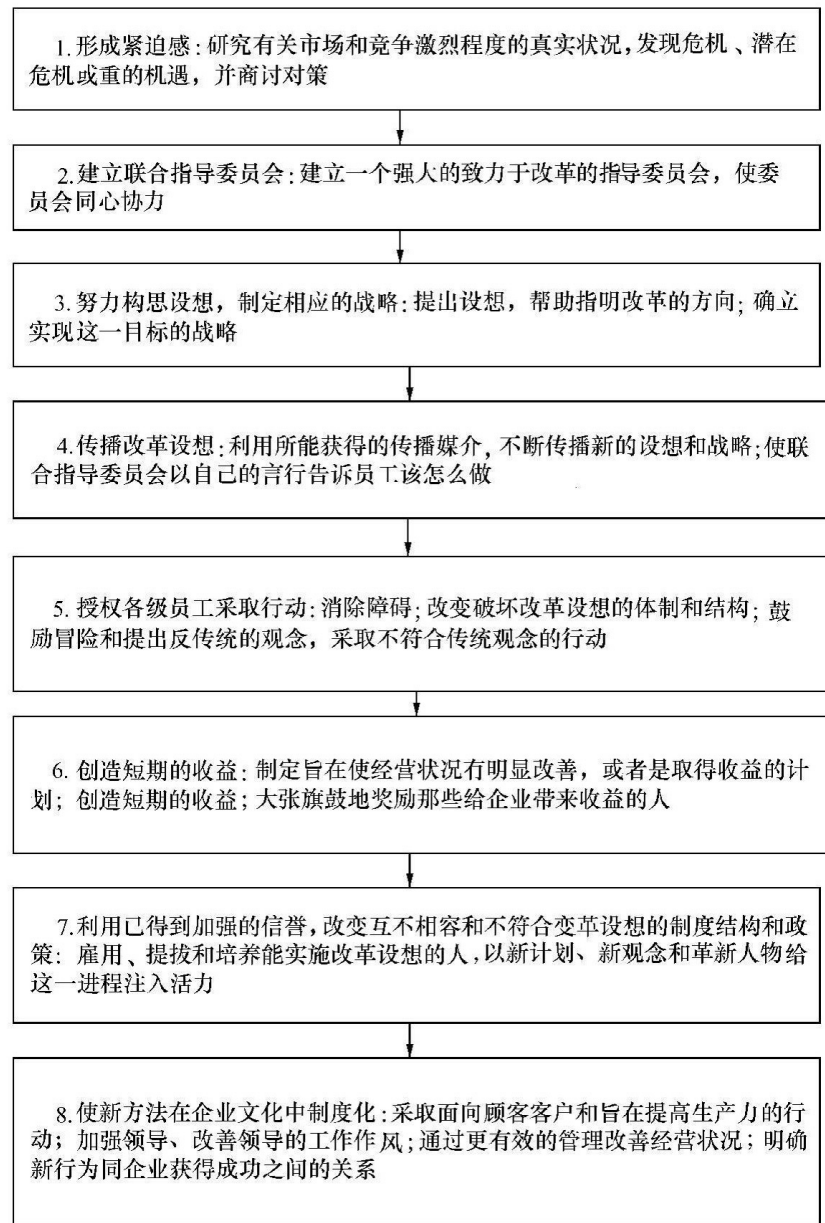 1.形成紧迫感:研究有关市场和竞争激烈程度的真实状况,发现危机、潜在
危机或重的机遇，并商讨对策
2.建立联合指导委员会:建立一个强大的致力于改革的指导委员会，使委
员会同心协力
3. 努力构思设想，制定相应的战略:提出设想，帮助指明改革的方向; 确立
实现这一目标的战略
4.传播改革设想:利用所能获得的传播媒介, 不断传播新的设想和战略;使联
合指导委员会以自己的言行告诉员工该怎么做
5. 授权各级员工采取行动: 消除障碍; 改变破坏改革设想的体制和结构; 鼓
励冒险和提出反传统的观念，采取不符合传统观念的行动
6. 创造短期的收益: 制定旨在使经营状况有明显改善，或者是取得收益的计
划; 创造短期的收益; 大张旗鼓地奖励那些给企业带来收益的人
7.利用已得到加强的信誉,改变互不相容和不符合变革设想的制度结构和政
策: 雇用、提拔和培养能实施改革设想的人,以新计划、新观念和革新人物给
这一进程注入活力
8.使新方法在企业文化中制度化:采取面向顾客客户和旨在提高生产力的行
动; 加强领导、改善领导的工作作风;通过更有效的管理改善经营状况; 明确
新行为同企业获得成功之间的关系